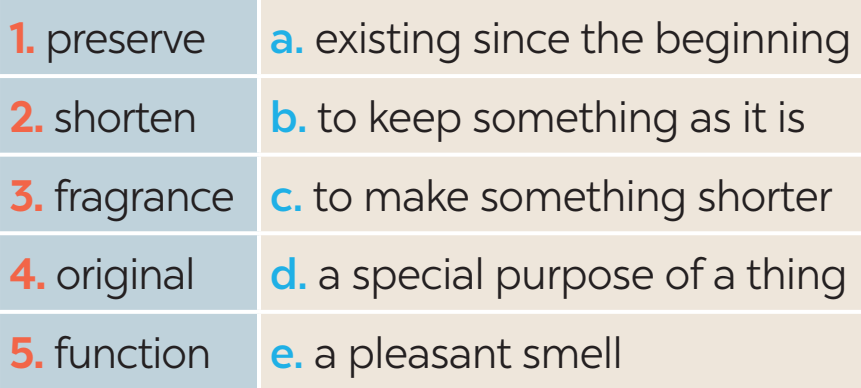 1. preserve a. existing since the beginning
2. shorten b. to keep something as it is
3. fragrance c. to make something shorter
4. original d. a special purpose of a thing
5. function e. a pleasant smell